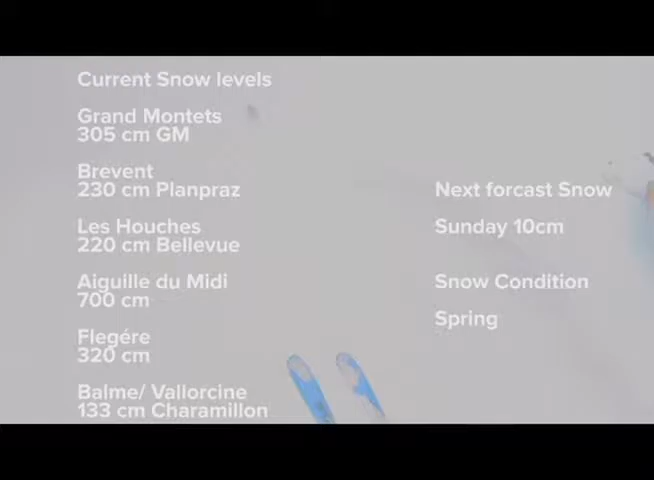 Current Snow levels
Grand Montets
305 cm GM
Brevent
230 cm Planpraz
Les Houches
220 cm Bellevue
Aiguille du Midi
700 cm
Flegére
320 cm
Balme/ Vallorcine
133 cm Charamillon
Next forcast Snow
Sunday 10cm
Snow Condition
Spring